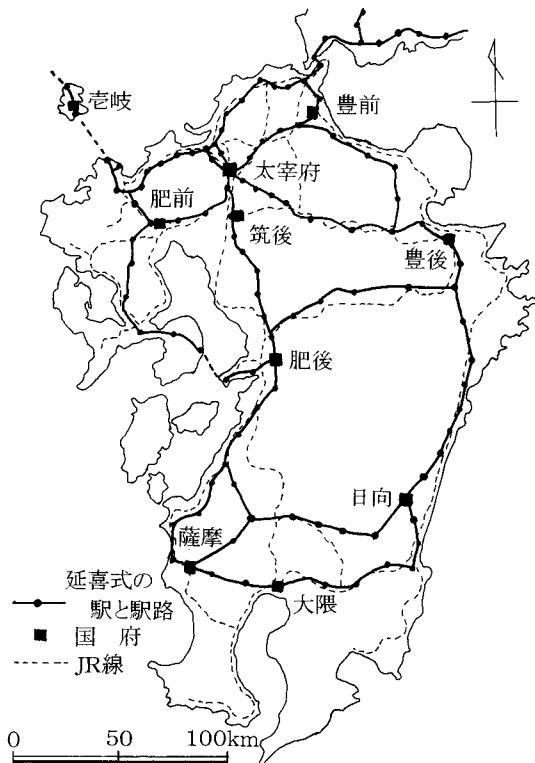 壱岐
豊前
太宰府
肥前
筑後
豊後
肥後
日向
薩摩
大隈
延喜式の
駅と駅路
国府
JR線
0 50 100km